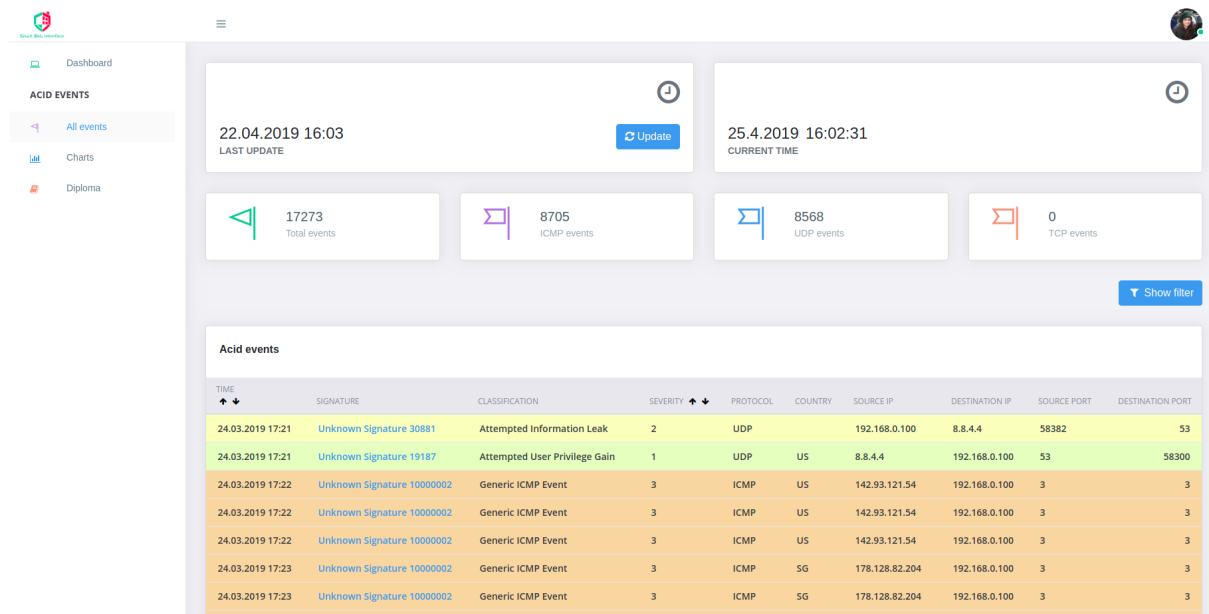 Dashboard
ACID EVENTS
All events
Charts
Diploma
22.04.2019 16:03
LAST UPDATE
Update
25.4.2019 16:02:31
CURRENT TIME
17273
Total events
8705
ICMP events
8568
UDP events
0
TCP events
Show filter
Acid events
TIME SIGNATURE CLASSIFICATION SEVERITY PROTOCOL COUNTRY SOURCE IP DESTINATION IP SOURCE PORT DESTINATION PORT
24.03.2019 17:21 Unknown Signature 30881 Attempted Information Leak 2 UDP 192.168.0.100 8.8.4.4 58382 53
24.03.2019 17:21 Unknown Signature 19187 Attempted User Privilege Gain 1 UDP US 8.8.4.4 192.168.0.100 53 58300
24.03.2019 17:22 Unknown Signature 10000002 Generic ICMP Event 3 ICMP US 142.93.121.54 192.168.0.100 3 3
24.03.2019 17:22 Unknown Signature 10000002 Generic ICMP Event 3 ICMP US 142.93.121.54 192.168.0.100 3 3
24.03.2019 17:22 Unknown Signature 10000002 Generic ICMP Event 3 ICMP US 142.93.121.54 192.168.0.100 3 3
24.03.2019 17:23 Unknown Signature 10000002 Generic ICMP Event 3 ICMP SG 178.128.82.204 192.168.0.100 3 3
24.03.2019 17:23 Unknown Signature 10000002 Generic ICMP Event 3 ICMP SG 178.128.82.204 192.168.0.100 3 3